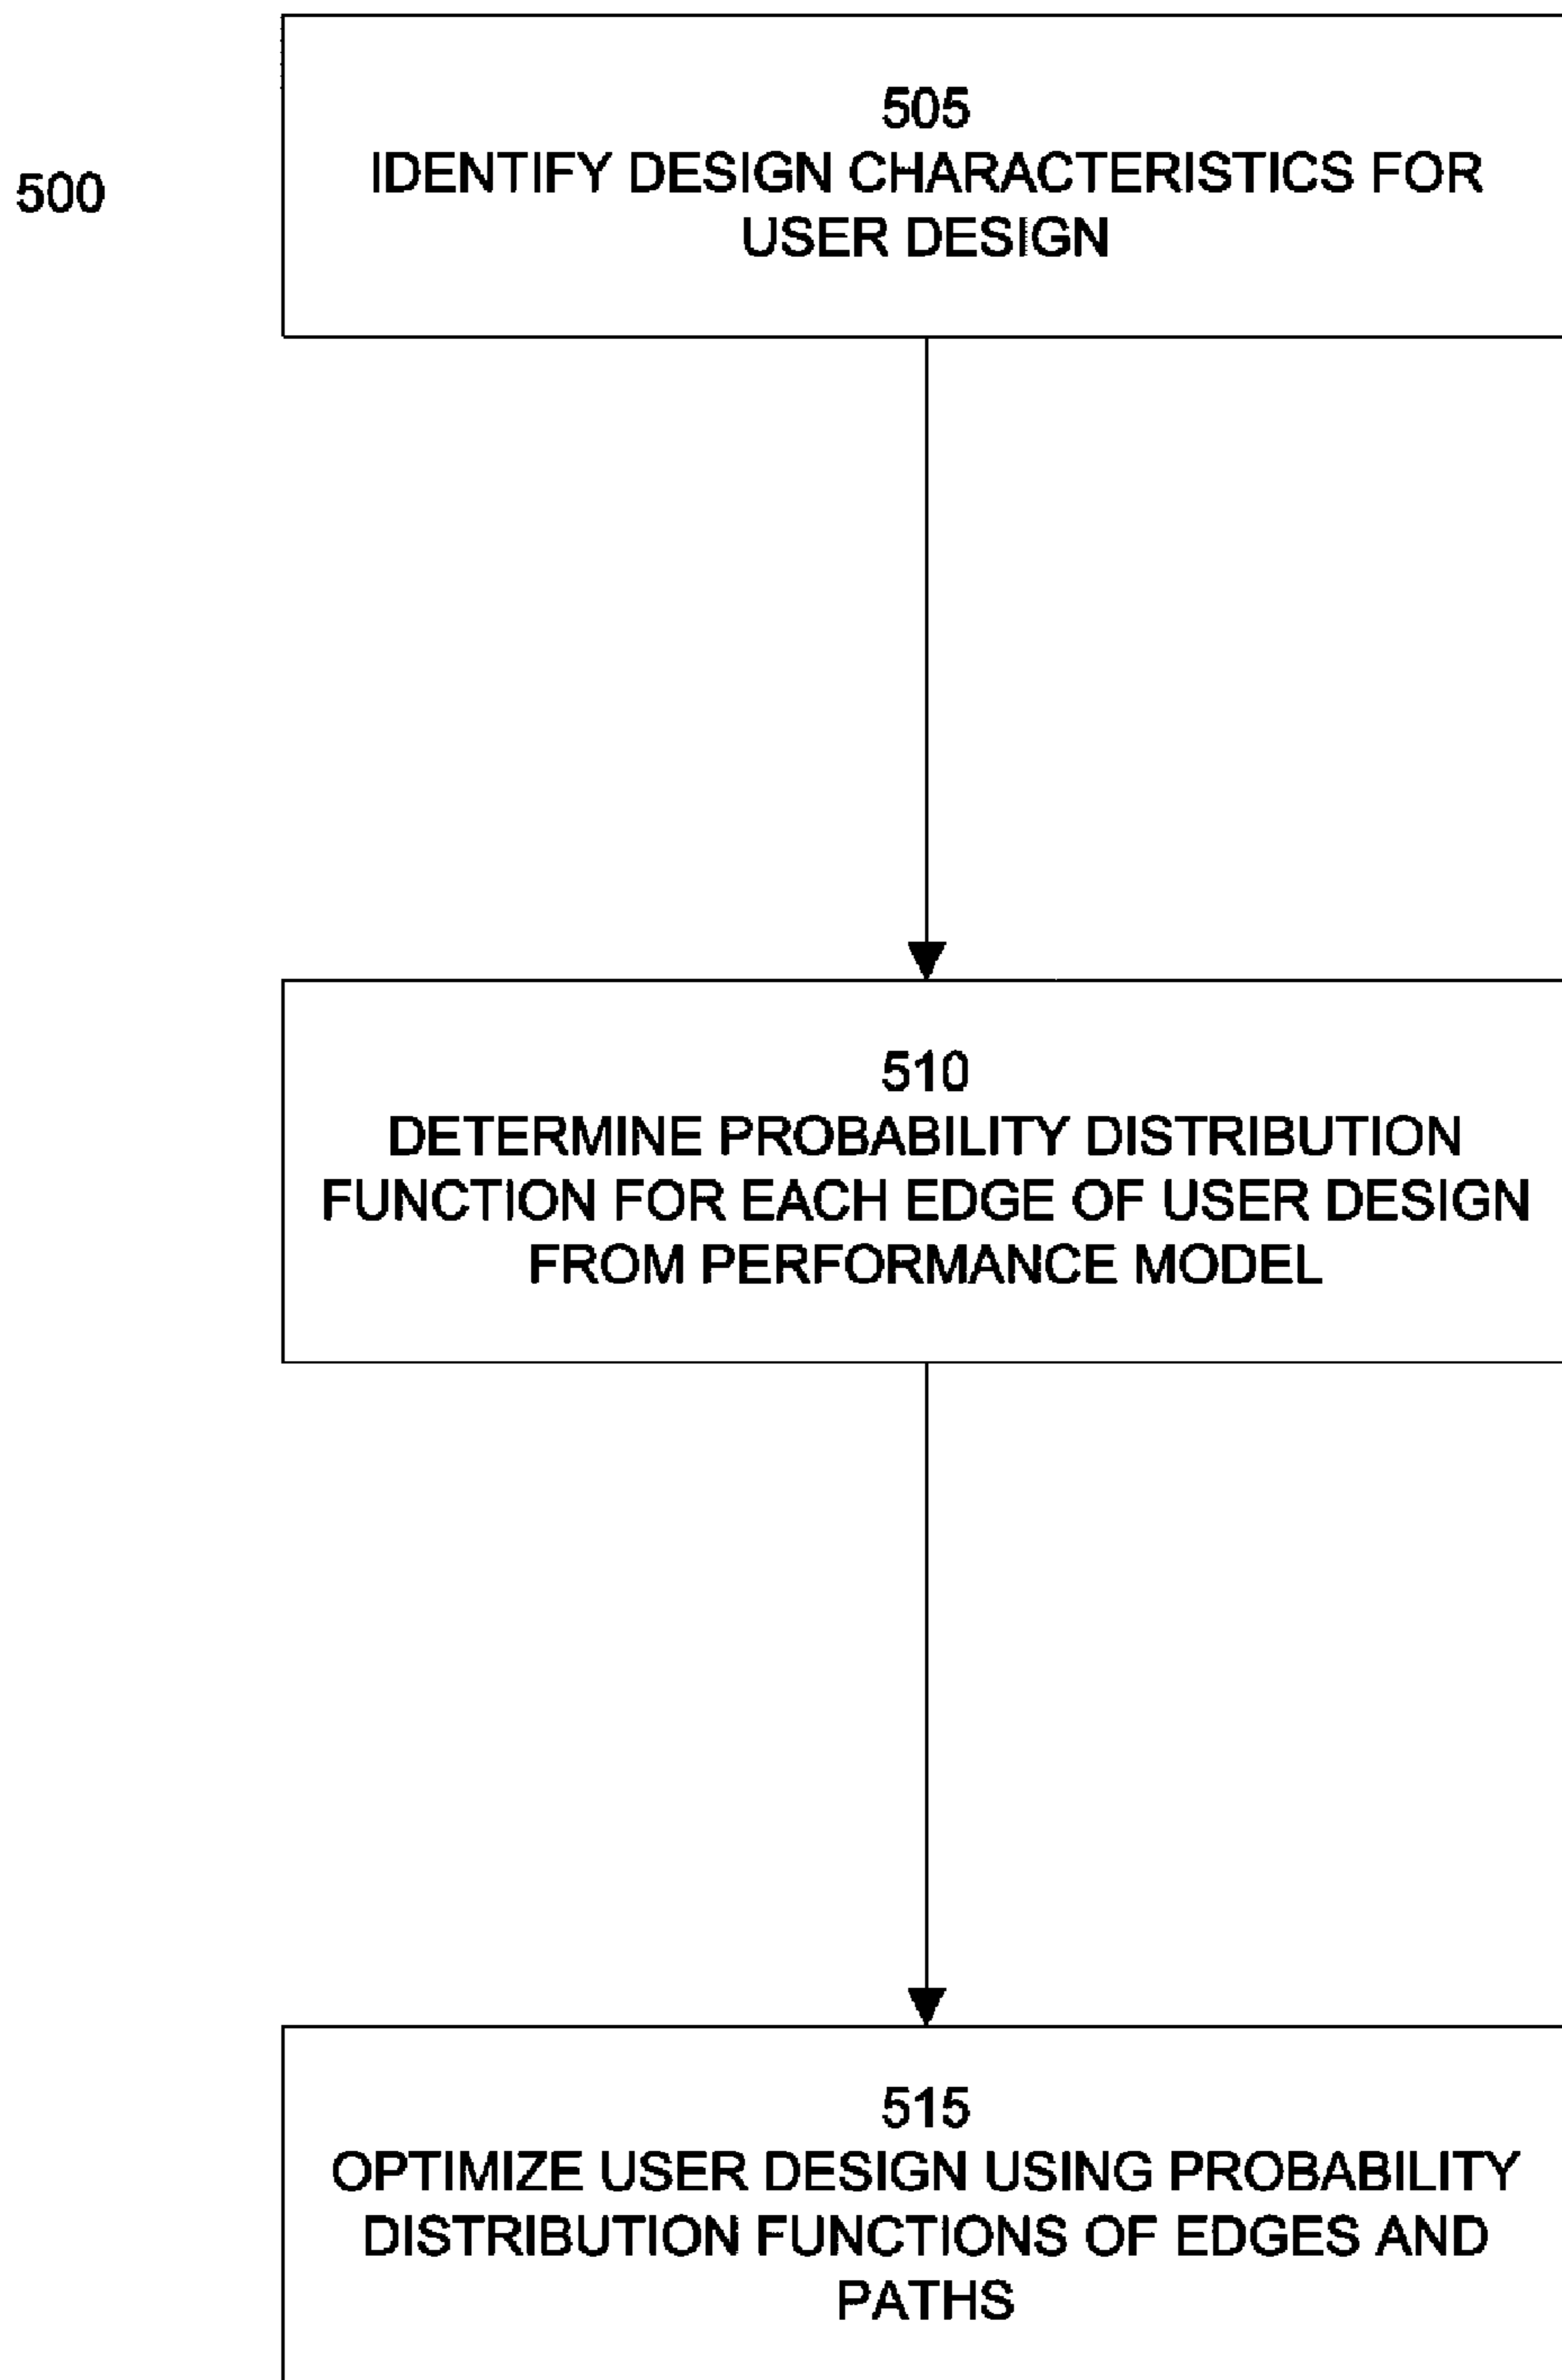 500
505
IDENTIFY DESIGN CHARACTERISTICS FOR
USER DESIGN
510
DETERMINE PROBABILITY DISTRIBUTION
FUNCTION FOR EACH EDGE OF USER DESIGN
FROM PERFORMANCE MODEL
515
OPTIMIZE USER DESIGN USING PROBABILITY
DISTRIBUTION FUNCTIONS OF EDGES AND
PATHS